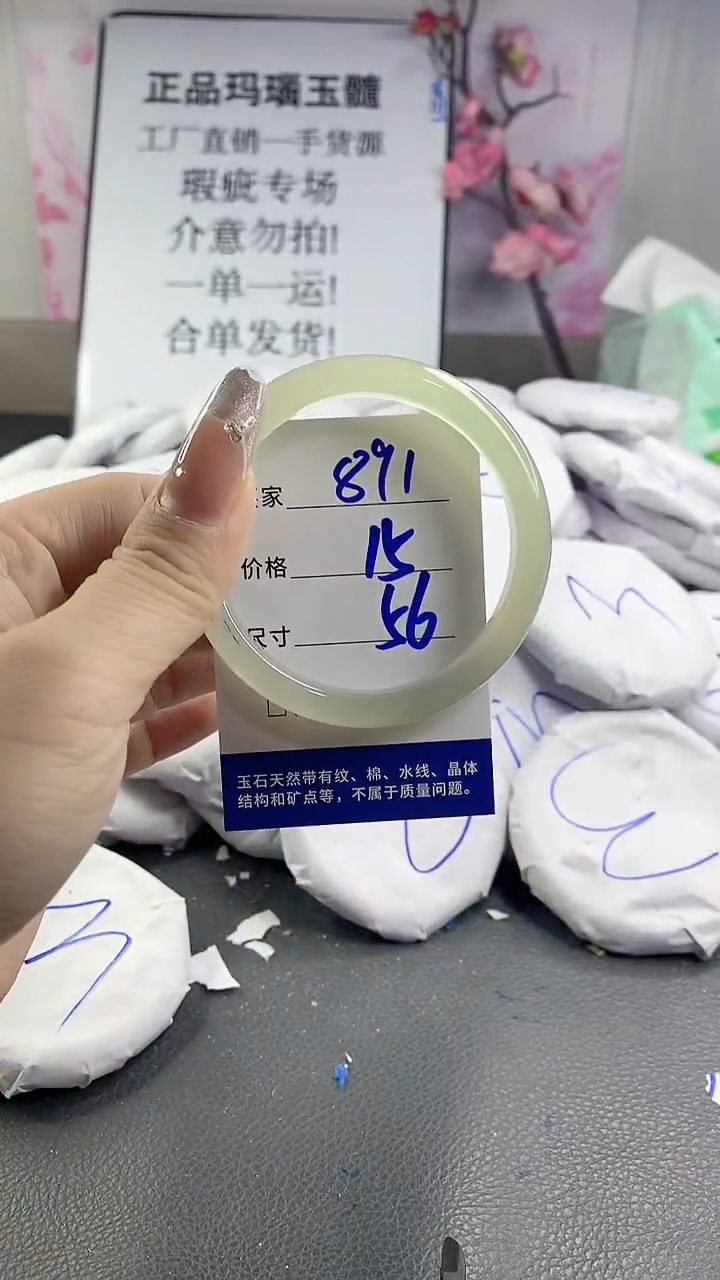 正品玛瑙玉髓
工厂直销一手货源
瑕疵专场
介意勿拍!
一单一运!
合单发货!
家 891
价格 15
尺寸 56
玉石天然带有纹、棉、水线、晶体
结构和矿点等，不属于质量问题。